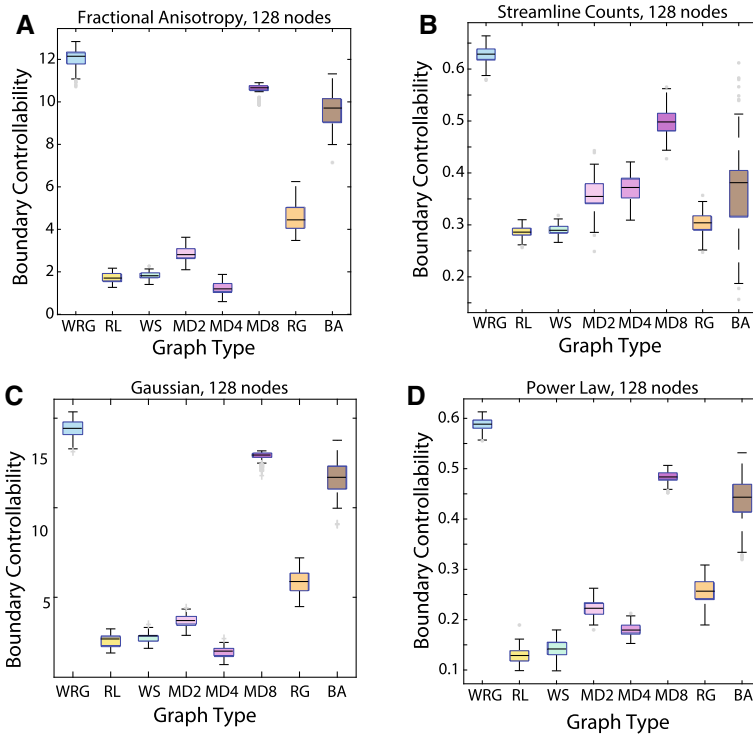 A
Fractional Anisotropy, 128 nodes
Boundary Controllability
12
10
8
6
4
2
0
WRG RL WS MD2 MD4 MD8 RG BA
Graph Type
B
Streamline Counts, 128 nodes
Boundary Controllability
0.6
0.5
0.4
0.3
0.2
WRG RL WS MD2 MD4 MD8 RG BA
Graph Type
C
Gaussian, 128 nodes
Boundary Controllability
15
10
5
WRG RL WS MD2 MD4 MD8 RG BA
Graph Type
D
Power Law, 128 nodes
Boundary Controllability
0.6
0.5
0.4
0.3
0.2
0.1
WRG RL WS MD2 MD4 MD8 RG BA
Graph Type